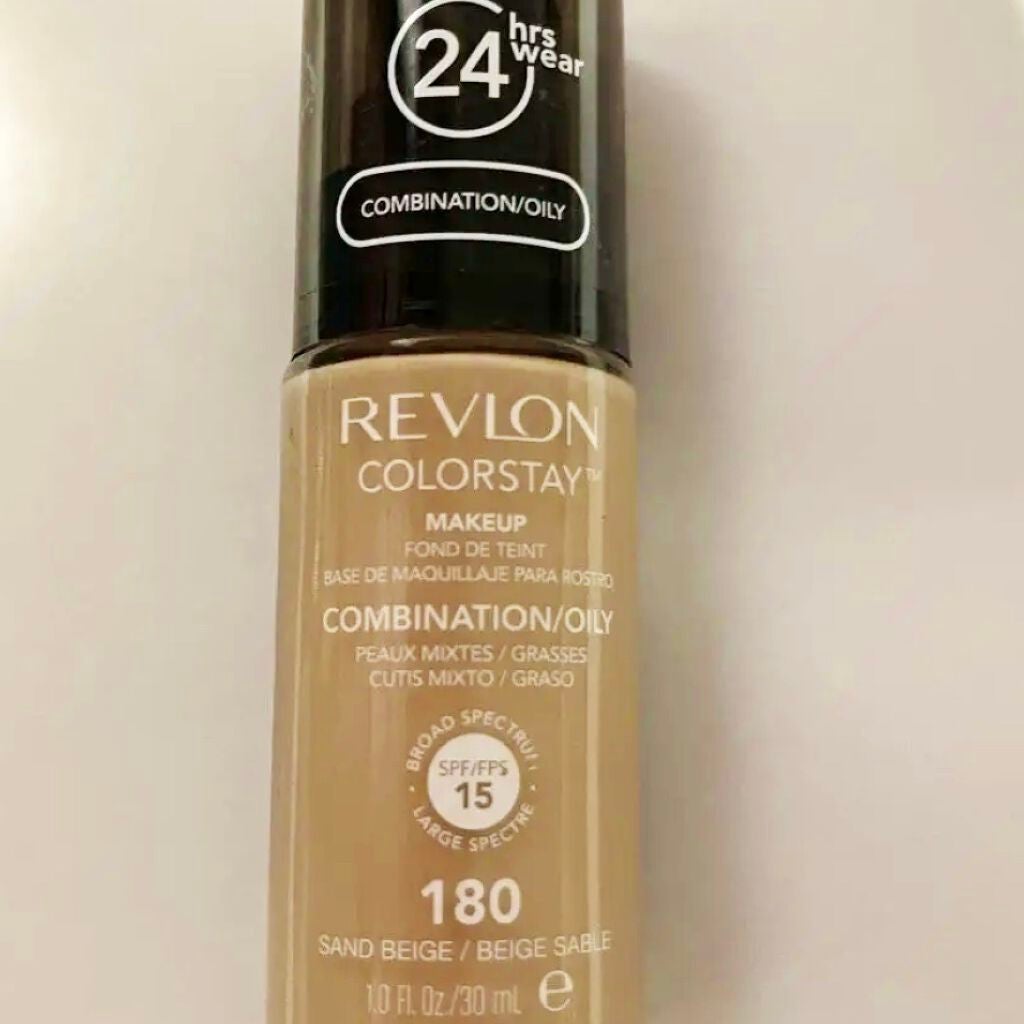 24 hrs
wear
COMBINATION/OILY
REVLON
COLORSTAY™
MAKEUP
FOND DE TEINT
BASE DE MAQUILLAJE PARA ROSTRO
COMBINATION/OILY
PEAUX MIXTES / GRASSES
CUTIS MIXTO / GRASO
BROAD SPECTRUM
SPF/FPS
15
LARGE SPECTRE
180
SAND BEIGE / BEIGE SABLE
1.0 Fl. Oz./30 mL e